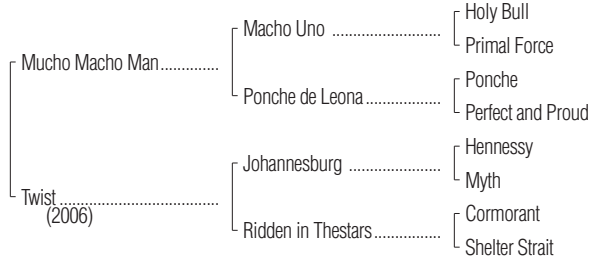 Holy Bull
Macho Uno ....................
Primal Force
Mucho Macho Man..............
Ponche
Ponche de Leona..............
Perfect and Proud
Hennessy
Johannesburg .................
Myth
Twist .....................................
(2006)
Cormorant
Ridden in Thestars.............
Shelter Strait